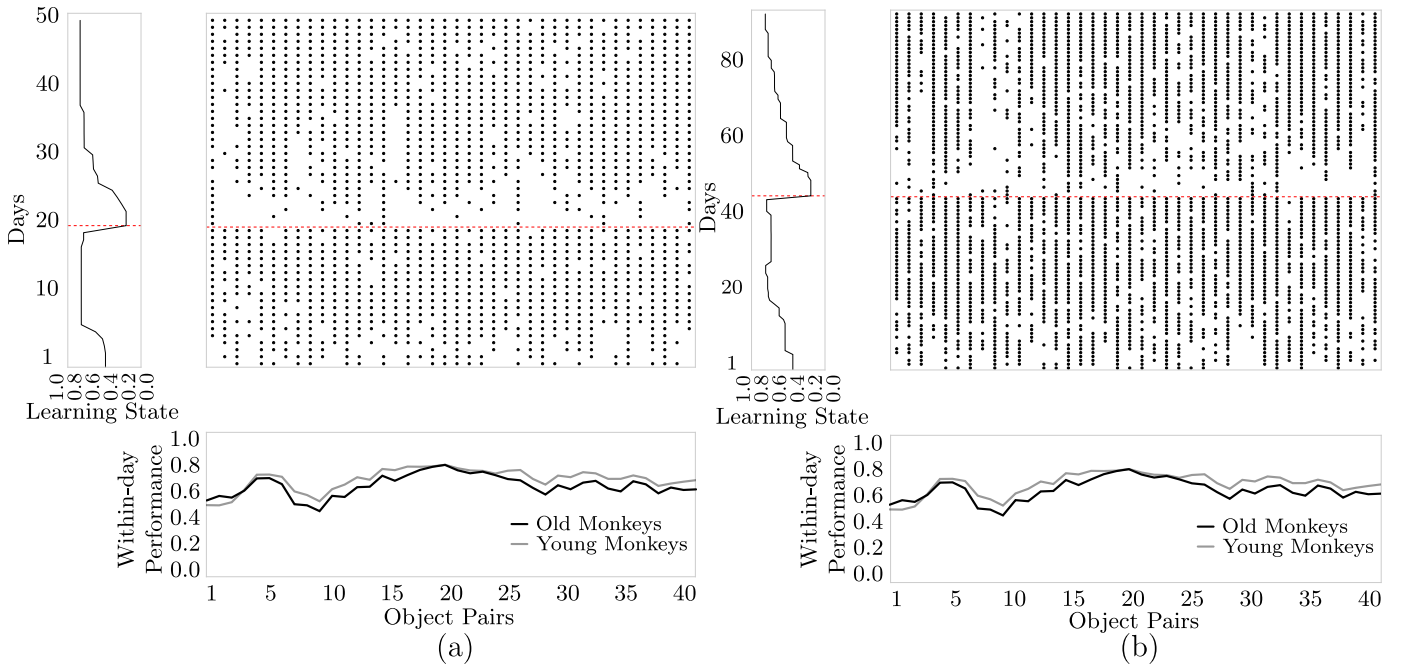 50
40
30
20
10
1
Days
1.0 0.8 0.6 0.4 0.2 0.0
Learning State
1.0
0.8
0.6
0.4
0.2
0.0
Within-day
Performance
Old Monkeys
Young Monkeys
1 5 10 15 20 25 30 35 40
Object Pairs
(a)
80
60
40
20
1
Days
1.0 0.8 0.6 0.4 0.2 0.0
Learning State
1.0
0.8
0.6
0.4
0.2
0.0
Within-day
Performance
Old Monkeys
Young Monkeys
1 5 10 15 20 25 30 35 40
Object Pairs
(b)